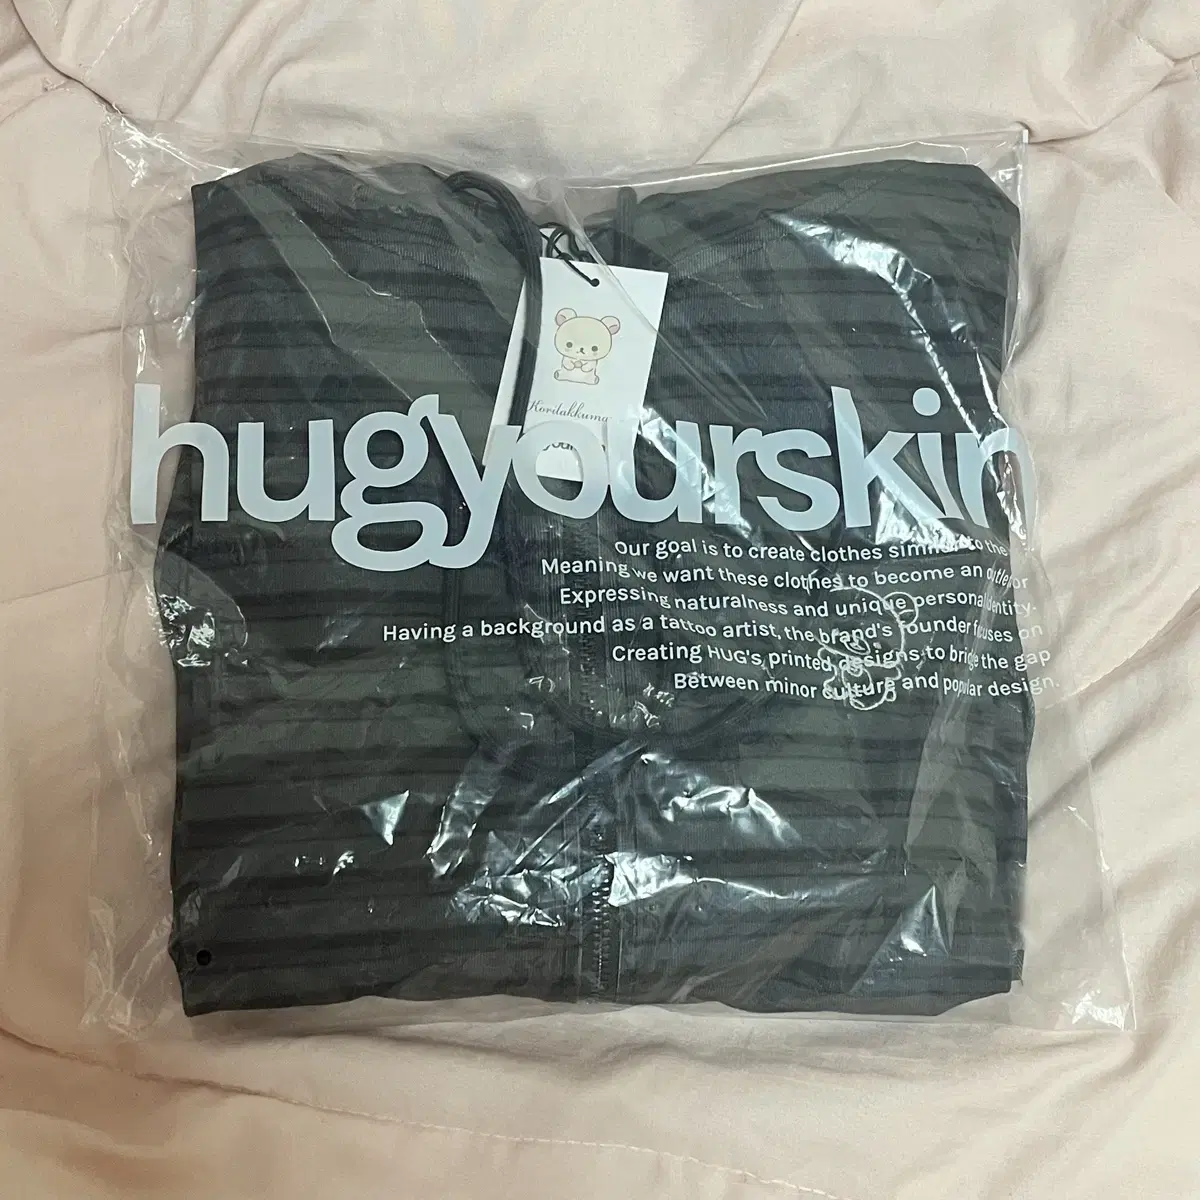 Korilakkuma
hugyourskin
Our goal is to create clothes similar to the
Meaning we want these clothes to become an outlet for
Expressing naturalness and unique personal identity.
Having a background as a tattoo artist, the brand's founder focuses on
Creating HUG's printed designs to bridge the gap
Between minor culture and popular design.